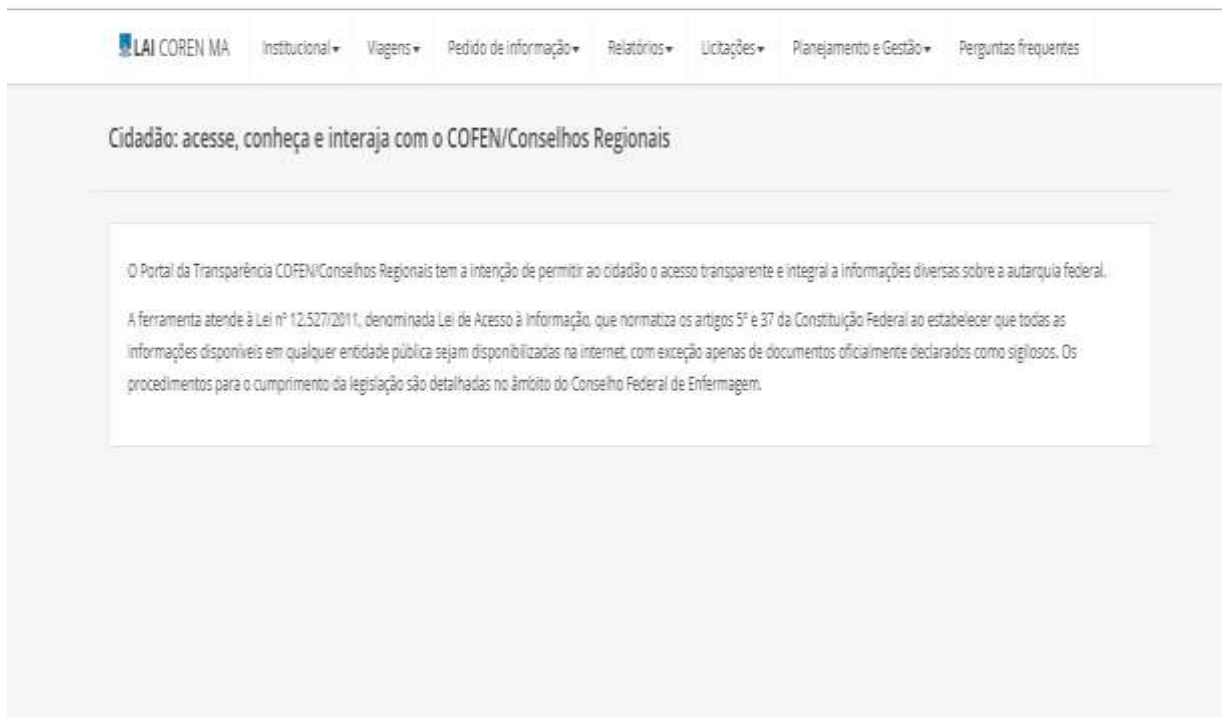 LAI COREN MA Institucional Viagens Pedido de informação Relatórios Licitações Planejamento e Gestão Perguntas frequentes
Cidadão: acesse, conheça e interaja com o COFEN/Conselhos Regionais
O Portal da Transparência COFEN/Conselhos Regionais tem a intenção de permitir ao cidadão o acesso transparente e integral a informações diversas sobre a autarquia federal.
A ferramenta atende à Lei nº 12.527/2011, denominada Lei de Acesso à Informação, que normatiza os artigos 5º e 37 da Constituição Federal ao estabelecer que todas as
informações disponíveis em qualquer entidade pública sejam disponibilizadas na internet, com exceção apenas de documentos oficialmente declarados como sigilosos. Os
procedimentos para o cumprimento da legislação são detalhadas no âmbito do Conselho Federal de Enfermagem.